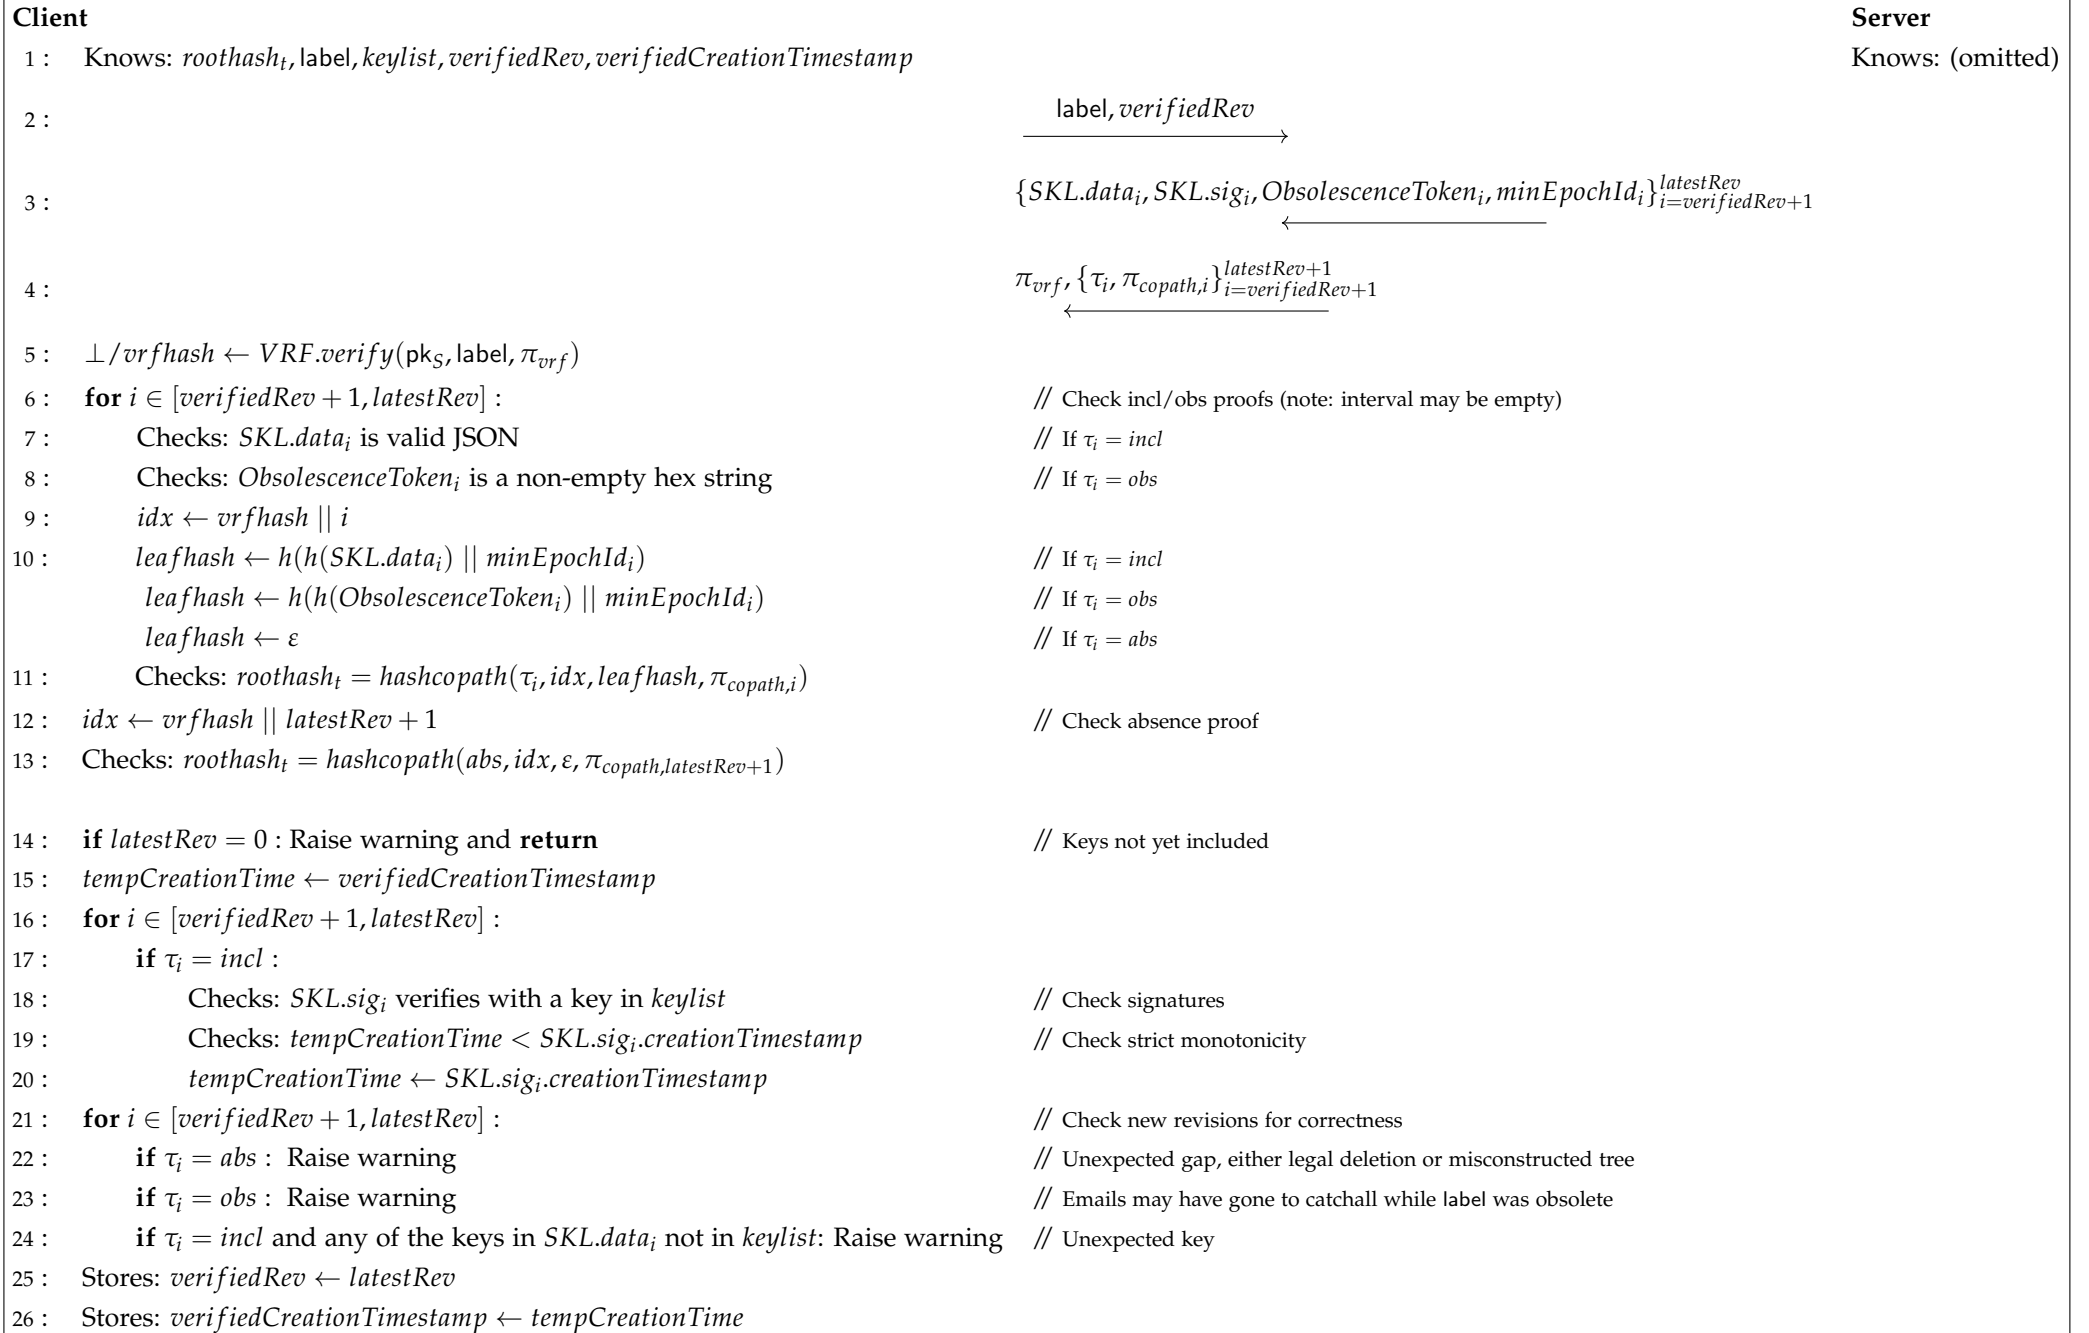 Client Server
1 : Knows: roothash_t, label, keylist, verifiedRev, verifiedCreationTimestamp Knows: (omitted)
2 : label, verifiedRev
3 : {SKL.data_i, SKL.sig_i, ObsolescenceToken_i, minEpochId_i}^{latestRev}_{i=verifiedRev+1}
4 : π_{vrf}, {τ_i, π_{copath,i}}^{latestRev+1}_{i=verifiedRev+1}
5 : ⊥/vrfhash ← VRF.verify(pk_S, label, π_{vrf})
6 : for i ∈ [verifiedRev + 1, latestRev] : // Check incl/obs proofs (note: interval may be empty)
7 : Checks: SKL.data_i is valid JSON // If τ_i = incl
8 : Checks: ObsolescenceToken_i is a non-empty hex string // If τ_i = obs
9 : idx ← vrfhash || i
10 : leafhash ← h(h(SKL.data_i) || minEpochId_i) // If τ_i = incl
leafhash ← h(h(ObsolescenceToken_i) || minEpochId_i) // If τ_i = obs
leafhash ← ε // If τ_i = abs
11 : Checks: roothash_t = hashcopath(τ_i, idx, leafhash, π_{copath,i})
12 : idx ← vrfhash || latestRev + 1 // Check absence proof
13 : Checks: roothash_t = hashcopath(abs, idx, ε, π_{copath,latestRev+1})
14 : if latestRev = 0 : Raise warning and return // Keys not yet included
15 : tempCreationTime ← verifiedCreationTimestamp
16 : for i ∈ [verifiedRev + 1, latestRev] :
17 : if τ_i = incl :
18 : Checks: SKL.sig_i verifies with a key in keylist // Check signatures
19 : Checks: tempCreationTime < SKL.sig_i.creationTimestamp // Check strict monotonicity
20 : tempCreationTime ← SKL.sig_i.creationTimestamp
21 : for i ∈ [verifiedRev + 1, latestRev] : // Check new revisions for correctness
22 : if τ_i = abs : Raise warning // Unexpected gap, either legal deletion or misconstructed tree
23 : if τ_i = obs : Raise warning // Emails may have gone to catchall while label was obsolete
24 : if τ_i = incl and any of the keys in SKL.data_i not in keylist: Raise warning // Unexpected key
25 : Stores: verifiedRev ← latestRev
26 : Stores: verifiedCreationTimestamp ← tempCreationTime